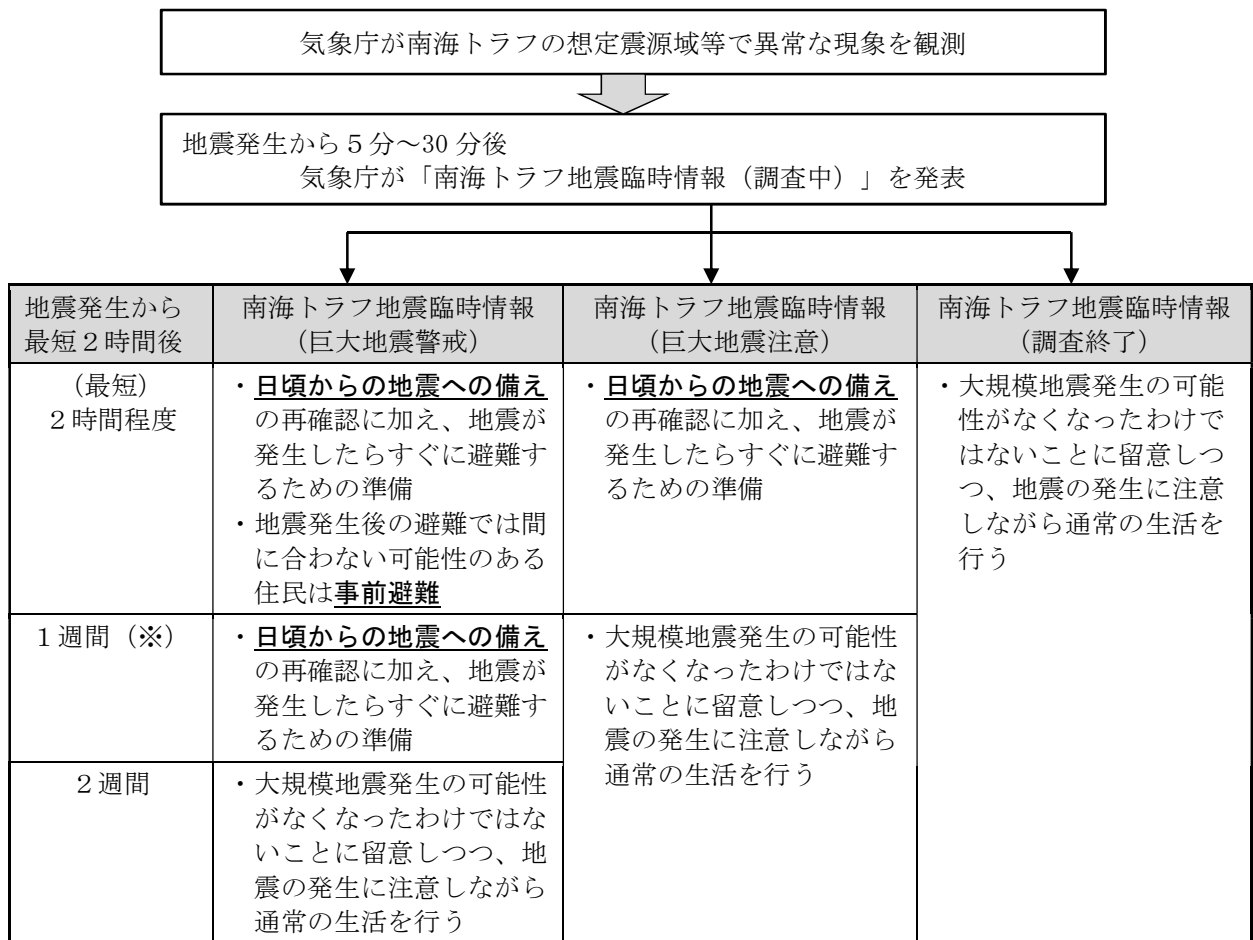 気象庁が南海トラフの想定震源域等で異常な現象を観測
地震発生から５分～30 分後
気象庁が「南海トラフ地震臨時情報（調査中）」を発表
地震発生から
最短２時間後
南海トラフ地震臨時情報
（巨大地震警戒）
南海トラフ地震臨時情報
（巨大地震注意）
南海トラフ地震臨時情報
（調査終了）
（最短）
２時間程度
・日頃からの地震への備え
の再確認に加え、地震が
発生したらすぐに避難す
るための準備
・地震発生後の避難では間
に合わない可能性のある
住民は事前避難
・日頃からの地震への備え
の再確認に加え、地震が
発生したらすぐに避難す
るための準備
・大規模地震発生の可能
性がなくなったわけで
はないことに留意しつ
つ、地震の発生に注意
しながら通常の生活を
行う
１週間（※）
・日頃からの地震への備え
の再確認に加え、地震が
発生したらすぐに避難す
るための準備
・大規模地震発生の可能性
がなくなったわけではな
いことに留意しつつ、地
震の発生に注意しながら
通常の生活を行う
２週間
・大規模地震発生の可能性
がなくなったわけではな
いことに留意しつつ、地
震の発生に注意しながら
通常の生活を行う